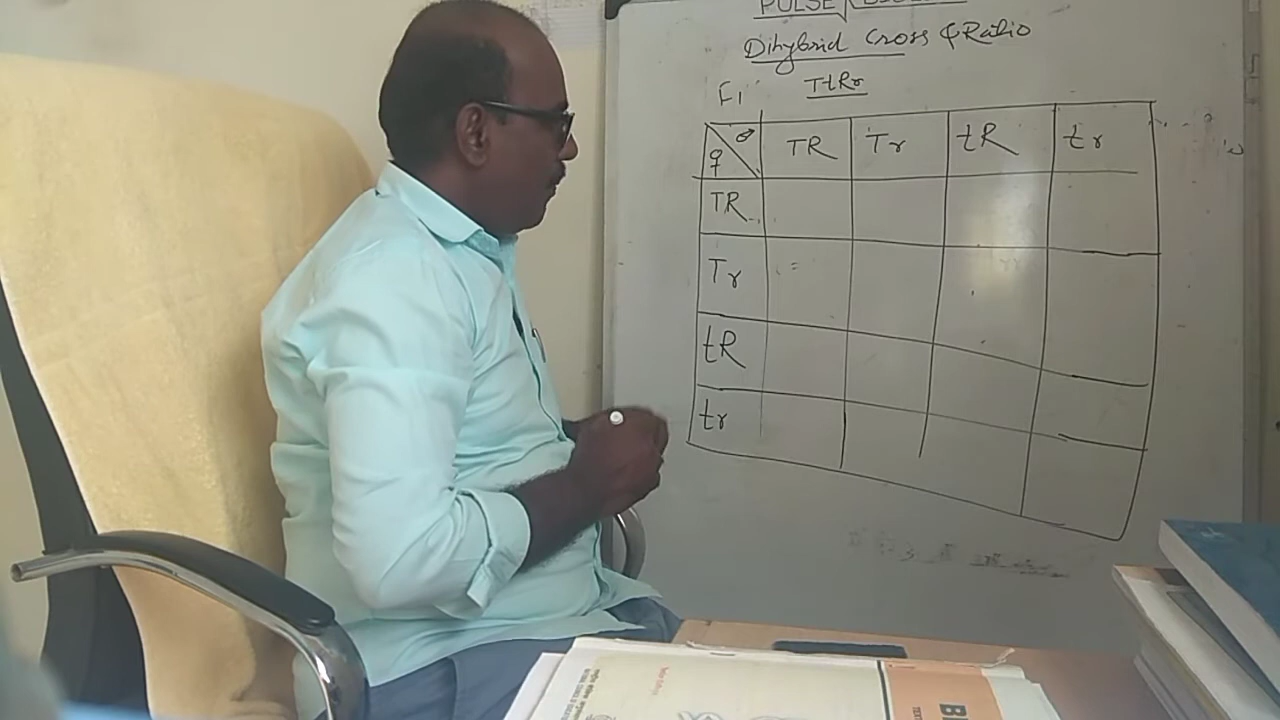 PULSE
Dihybrid Cross & Ratio
F1 TtRr
♀ ♂ TR Tr tR tr
TR
Tr
tR
tr